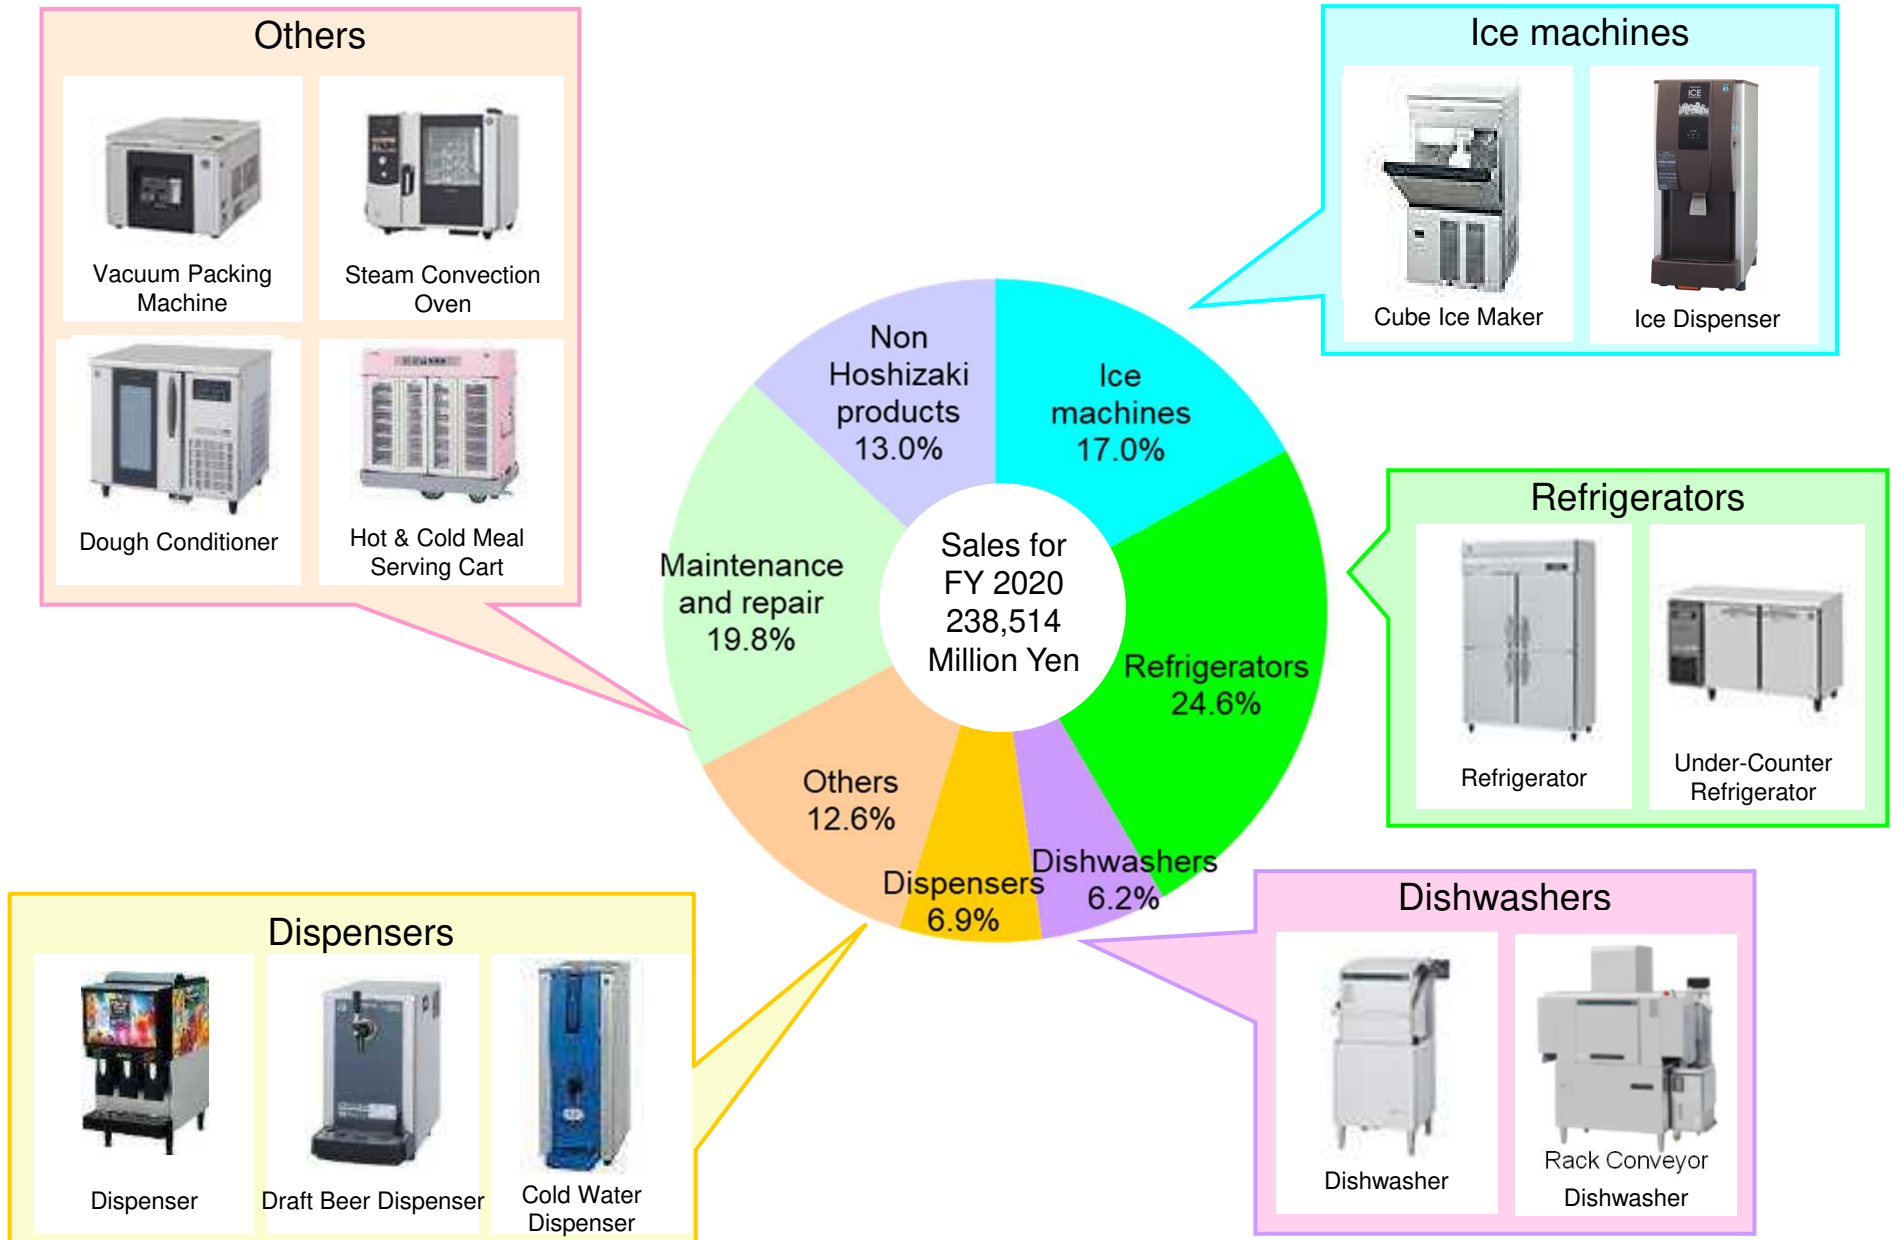 Others
Vacuum Packing
Machine
Steam Convection
Oven
Dough Conditioner
Hot & Cold Meal
Serving Cart
Ice machines
ICE
Cube Ice Maker
Ice Dispenser
Non
Hoshizaki
products
13.0%
Ice
machines
17.0%
Maintenance
and repair
19.8%
Sales for
FY 2020
238,514
Million Yen
Refrigerators
24.6%
Others
12.6%
Dispensers
6.9%
Dishwashers
6.2%
Refrigerators
Refrigerator
Under-Counter
Refrigerator
Dispensers
Dispenser
Draft Beer Dispenser
Cold Water
Dispenser
Dishwashers
Dishwasher
Rack Conveyor
Dishwasher